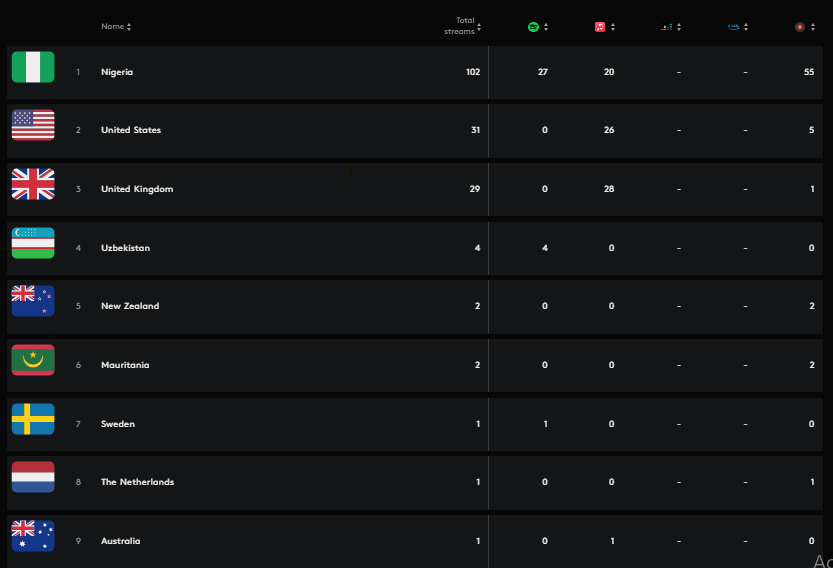 Name Total streams
1 Nigeria 102 27 20 - - 55
2 United States 31 0 26 - - 5
3 United Kingdom 29 0 28 - - 1
4 Uzbekistan 4 4 0 - - 0
5 New Zealand 2 0 0 - - 2
6 Mauritania 2 0 0 - - 2
7 Sweden 1 1 0 - - 0
8 The Netherlands 1 0 0 - - 1
9 Australia 1 0 1 - - 0
Ac